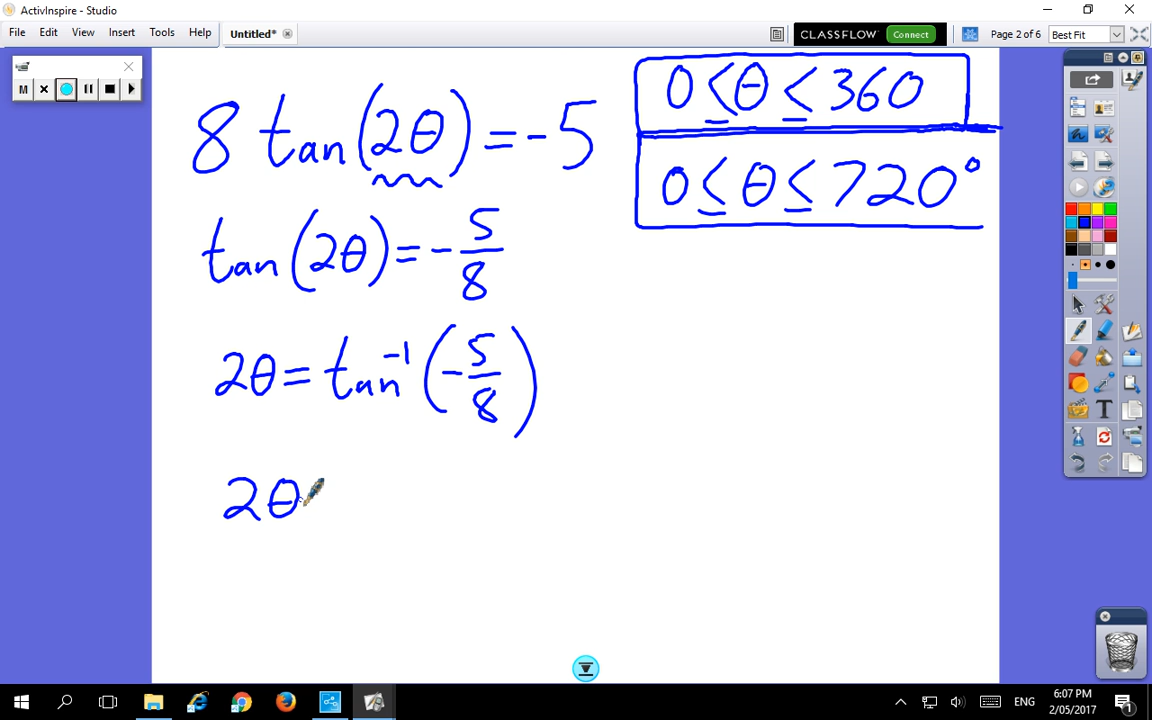 ActivInspire - Studio
File Edit View Insert Tools Help Untitled* CLASSFLOW Connect Page 2 of 6 Best Fit
M
8 tan(2θ) = -5
0 ≤ θ ≤ 360
0 ≤ θ ≤ 720°
tan(2θ) = -5/8
2θ = tan⁻¹(-5/8)
2θ
T
ENG
6:07 PM
2/05/2017
1